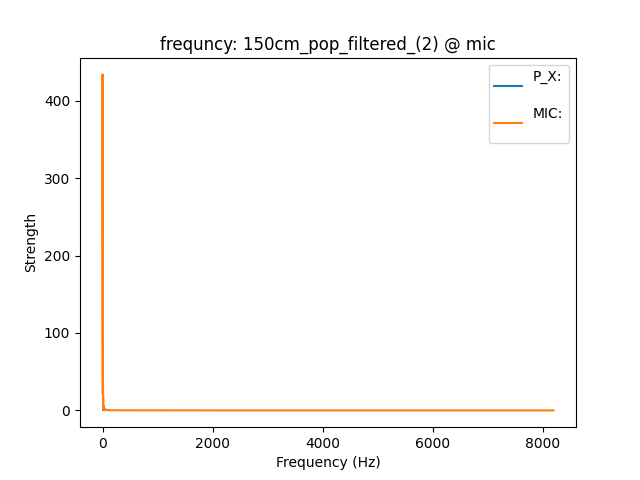 frequncy: 150cm_pop_filtered_(2) @ mic
P_X:
MIC:
400
300
200
100
0
Strength
0 2000 4000 6000 8000
Frequency (Hz)